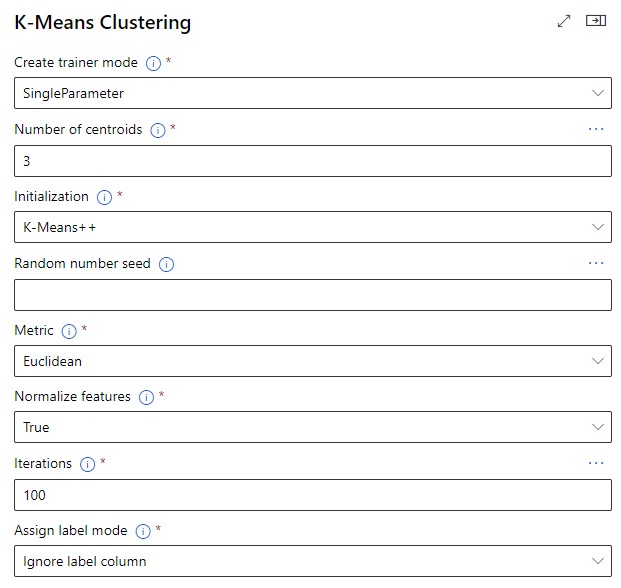 K-Means Clustering
Create trainer mode *
SingleParameter
Number of centroids * ...
3
Initialization *
K-Means++
Random number seed ...
Metric *
Euclidean
Normalize features *
True
Iterations * ...
100
Assign label mode *
Ignore label column